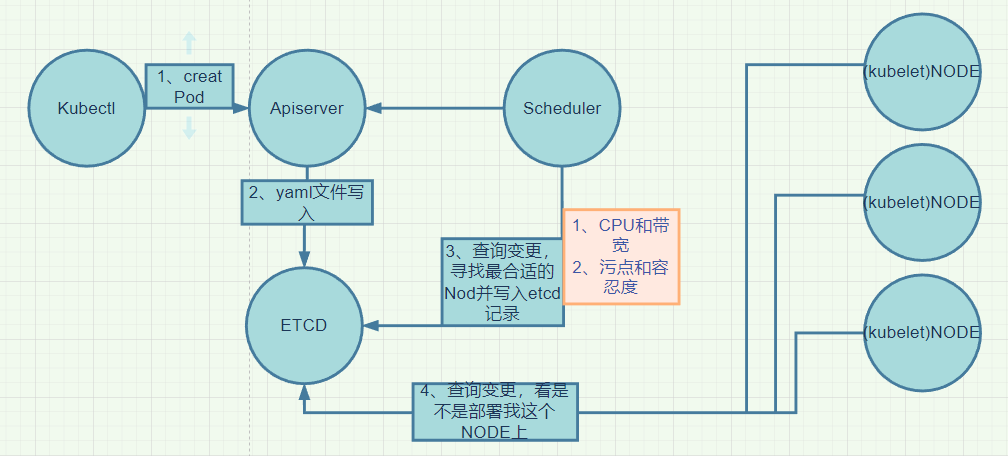 Kubectl
1、creat
Pod
Apiserver
Scheduler
(kubelet)NODE
2、yaml文件写
入
(kubelet)NODE
1、CPU和带
宽
2、污点和容
忍度
3、查询变更，
寻找最合适的
Nod并写入etcd
记录
ETCD
(kubelet)NODE
4、查询变更，看是
不是部署我这个
NODE上